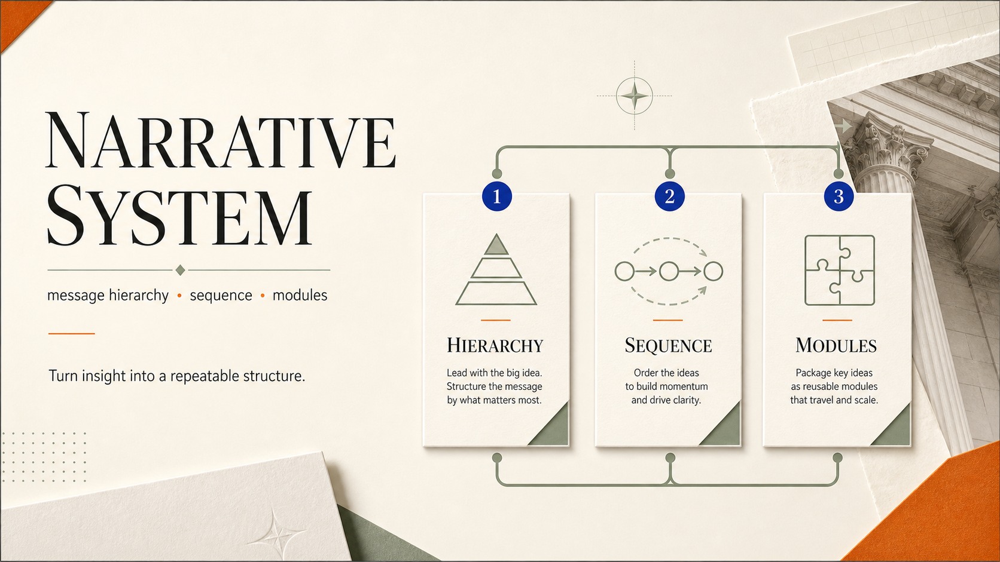 NARRATIVE
SYSTEM
message hierarchy • sequence • modules
Turn insight into a repeatable structure.
1
HIERARCHY
Lead with the big idea.
Structure the message
by what matters most.
2
SEQUENCE
Order the ideas
to build momentum
and drive clarity.
3
MODULES
Package key ideas
as reusable modules
that travel and scale.